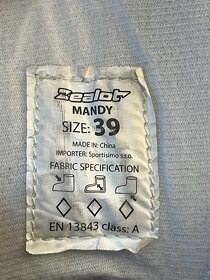 Zealot
MANDY
SIZE: 39
MADE IN: China
IMPORTER: Sportisimo s.r.o.
FABRIC SPECIFICATION
EN 13843 class: A